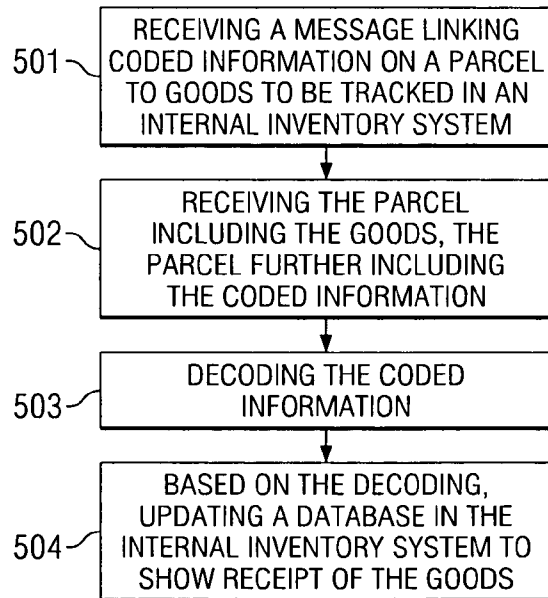 501
RECEIVING A MESSAGE LINKING
CODED INFORMATION ON A PARCEL
TO GOODS TO BE TRACKED IN AN
INTERNAL INVENTORY SYSTEM
502
RECEIVING THE PARCEL
INCLUDING THE GOODS, THE
PARCEL FURTHER INCLUDING
THE CODED INFORMATION
503
DECODING THE CODED
INFORMATION
504
BASED ON THE DECODING,
UPDATING A DATABASE IN THE
INTERNAL INVENTORY SYSTEM TO
SHOW RECEIPT OF THE GOODS